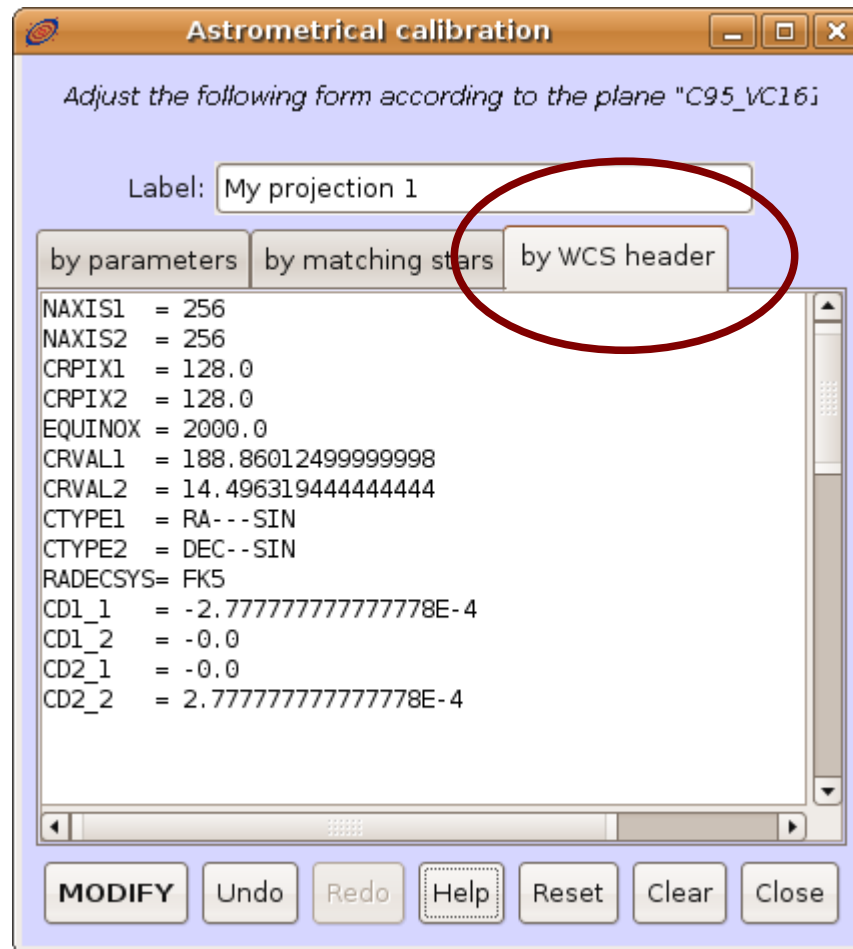 Astrometrical calibration
Adjust the following form according to the plane "C95_VC161
Label: My projection 1
by parameters by matching stars by WCS header
NAXIS1 = 256
NAXIS2 = 256
CRPIX1 = 128.0
CRPIX2 = 128.0
EQUINOX = 2000.0
CRVAL1 = 188.86012499999998
CRVAL2 = 14.496319444444444
CTYPE1 = RA---SIN
CTYPE2 = DEC--SIN
RADECSYS= FK5
CD1_1 = -2.777777777777778E-4
CD1_2 = -0.0
CD2_1 = -0.0
CD2_2 = 2.777777777777778E-4
MODIFY Undo Redo Help Reset Clear Close